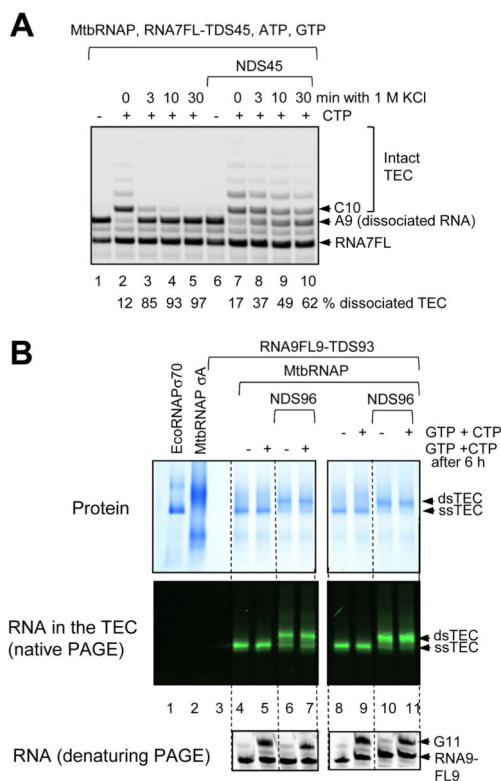 A
MtbRNAP, RNA7FL-TDS45, ATP, GTP
NDS45
0 3 10 30 0 3 10 30 min with 1 M KCl
- + + + + - + + + + CTP
Intact TEC
C10
A9 (dissociated RNA)
RNA7FL
1 2 3 4 5 6 7 8 9 10
12 85 93 97 17 37 49 62 % dissociated TEC
B
EcoRNAPσ70
MtbRNAP σA
RNA9FL9-TDS93
MtbRNAP
NDS96 NDS96
- + - + GTP + CTP
- + - + GTP +CTP after 6 h
Protein
dsTEC
ssTEC
RNA in the TEC
(native PAGE)
dsTEC
ssTEC
1 2 3 4 5 6 7 8 9 10 11
RNA (denaturing PAGE)
G11
RNA9-
FL9